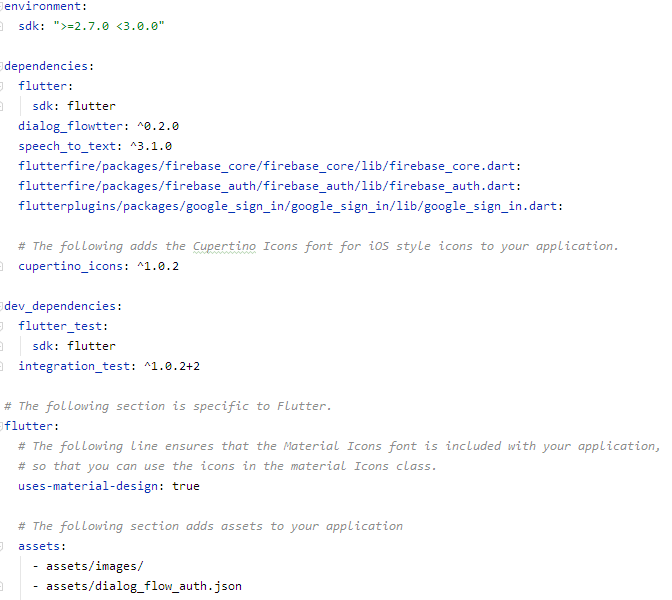 environment:
  sdk: ">=2.7.0 <3.0.0"
dependencies:
  flutter:
    sdk: flutter
  dialog_flowtter: ^0.2.0
  speech_to_text: ^3.1.0
  flutterfire/packages/firebase_core/firebase_core/lib/firebase_core.dart:
  flutterfire/packages/firebase_auth/firebase_auth/lib/firebase_auth.dart:
  flutterplugins/packages/google_sign_in/google_sign_in/lib/google_sign_in.dart:
  # The following adds the Cupertino Icons font for iOS style icons to your application.
  cupertino_icons: ^1.0.2
dev_dependencies:
  flutter_test:
    sdk: flutter
  integration_test: ^1.0.2+2
# The following section is specific to Flutter.
flutter:
  # The following line ensures that the Material Icons font is included with your application,
  # so that you can use the icons in the material Icons class.
  uses-material-design: true
  # The following section adds assets to your application
  assets:
    - assets/images/
    - assets/dialog_flow_auth.json